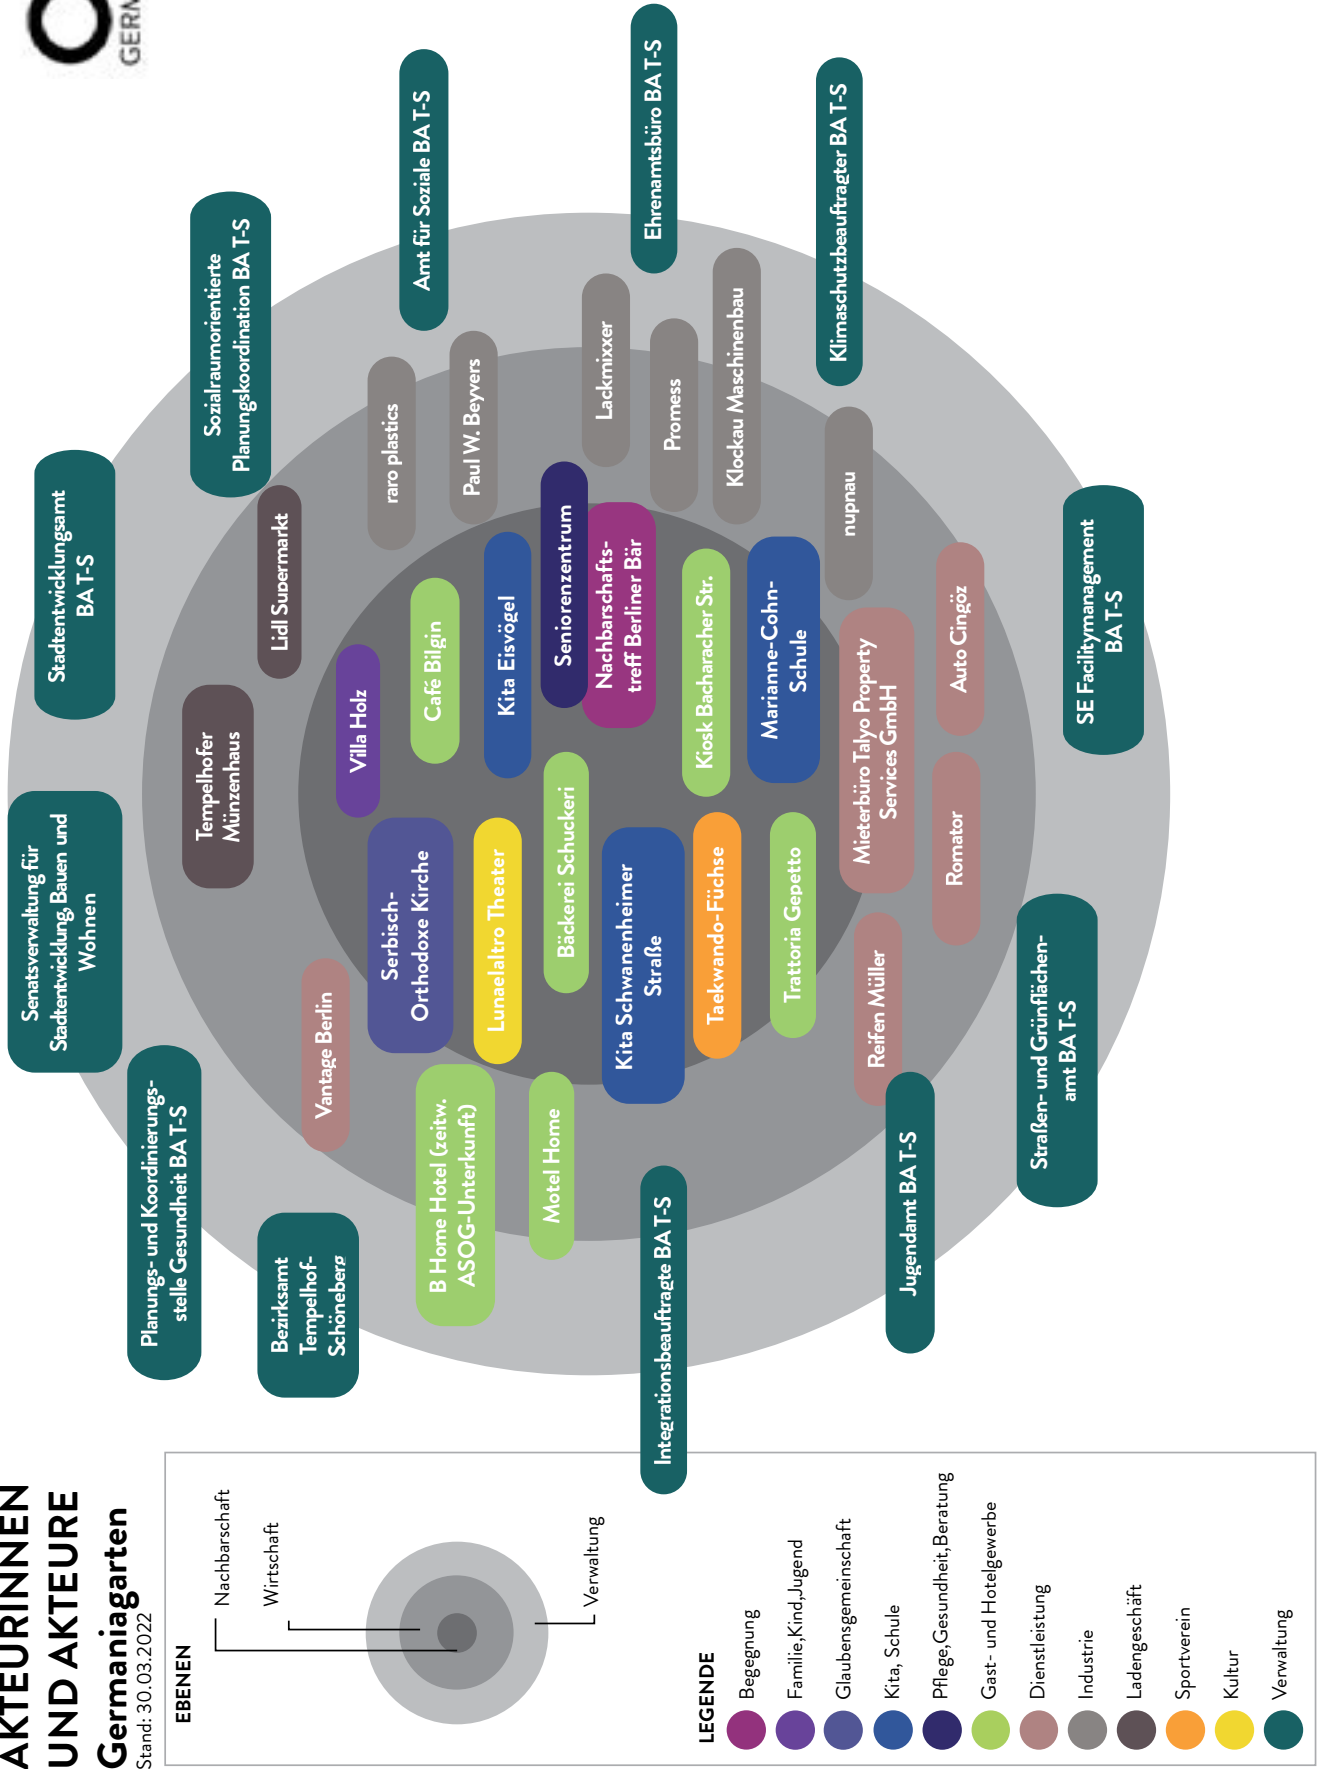 AKTEURINNEN
UND AKTEURE
Germaniagarten
Stand: 30.03.2022
EBENEN
Nachbarschaft
Wirtschaft
Verwaltung
LEGENDE
Begegnung
Familie,Kind,Jugend
Glaubensgemeinschaft
Kita, Schule
Pflege,Gesundheit,Beratung
Gast- und Hotelgewerbe
Dienstleistung
Industrie
Ladengeschäft
Sportverein
Kultur
Verwaltung
Planungs- und Koordinierungs-
stelle Gesundheit BA T-S
Bezirksamt
Tempelhof-
Schöneberg
Senatsverwaltung für
Stadtentwicklung, Bauen und
Wohnen
Stadtentwicklungsamt
BA T-S
Sozialraumorientierte
Planungskoordination BA T-S
Amt für Soziale BA T-S
Ehrenamtsbüro BA T-S
Klimaschutzbeauftragter BA T-S
SE Facilitymanagement
BA T-S
Straßen- und Grünflächen-
amt BA T-S
Jugendamt BA T-S
Integrationsbeauftragte BA T-S
Tempelhofer
Münzenhaus
Lidl Supermarkt
Vantage Berlin
Villa Holz
raro plastics
Paul W. Beyvers
Lackmixxer
Promess
Klockau Maschinenbau
nupnau
B Home Hotel (zeitw.
ASOG-Unterkunft)
Motel Home
Serbisch-
Orthodoxe Kirche
Café Bilgin
Lunaelaltro Theater
Kita Eisvögel
Bäckerei Schuckeri
Seniorenzentrum
Nachbarschafts-
treff Berliner Bär
Kita Schwanenheimer
Straße
Kiosk Bacharacher Str.
Taekwando-Füchse
Marianne-Cohn-
Schule
Trattoria Gepetto
Mieterbüro Talyo Property
Services GmbH
Reifen Müller
Romator
Auto Cingöz